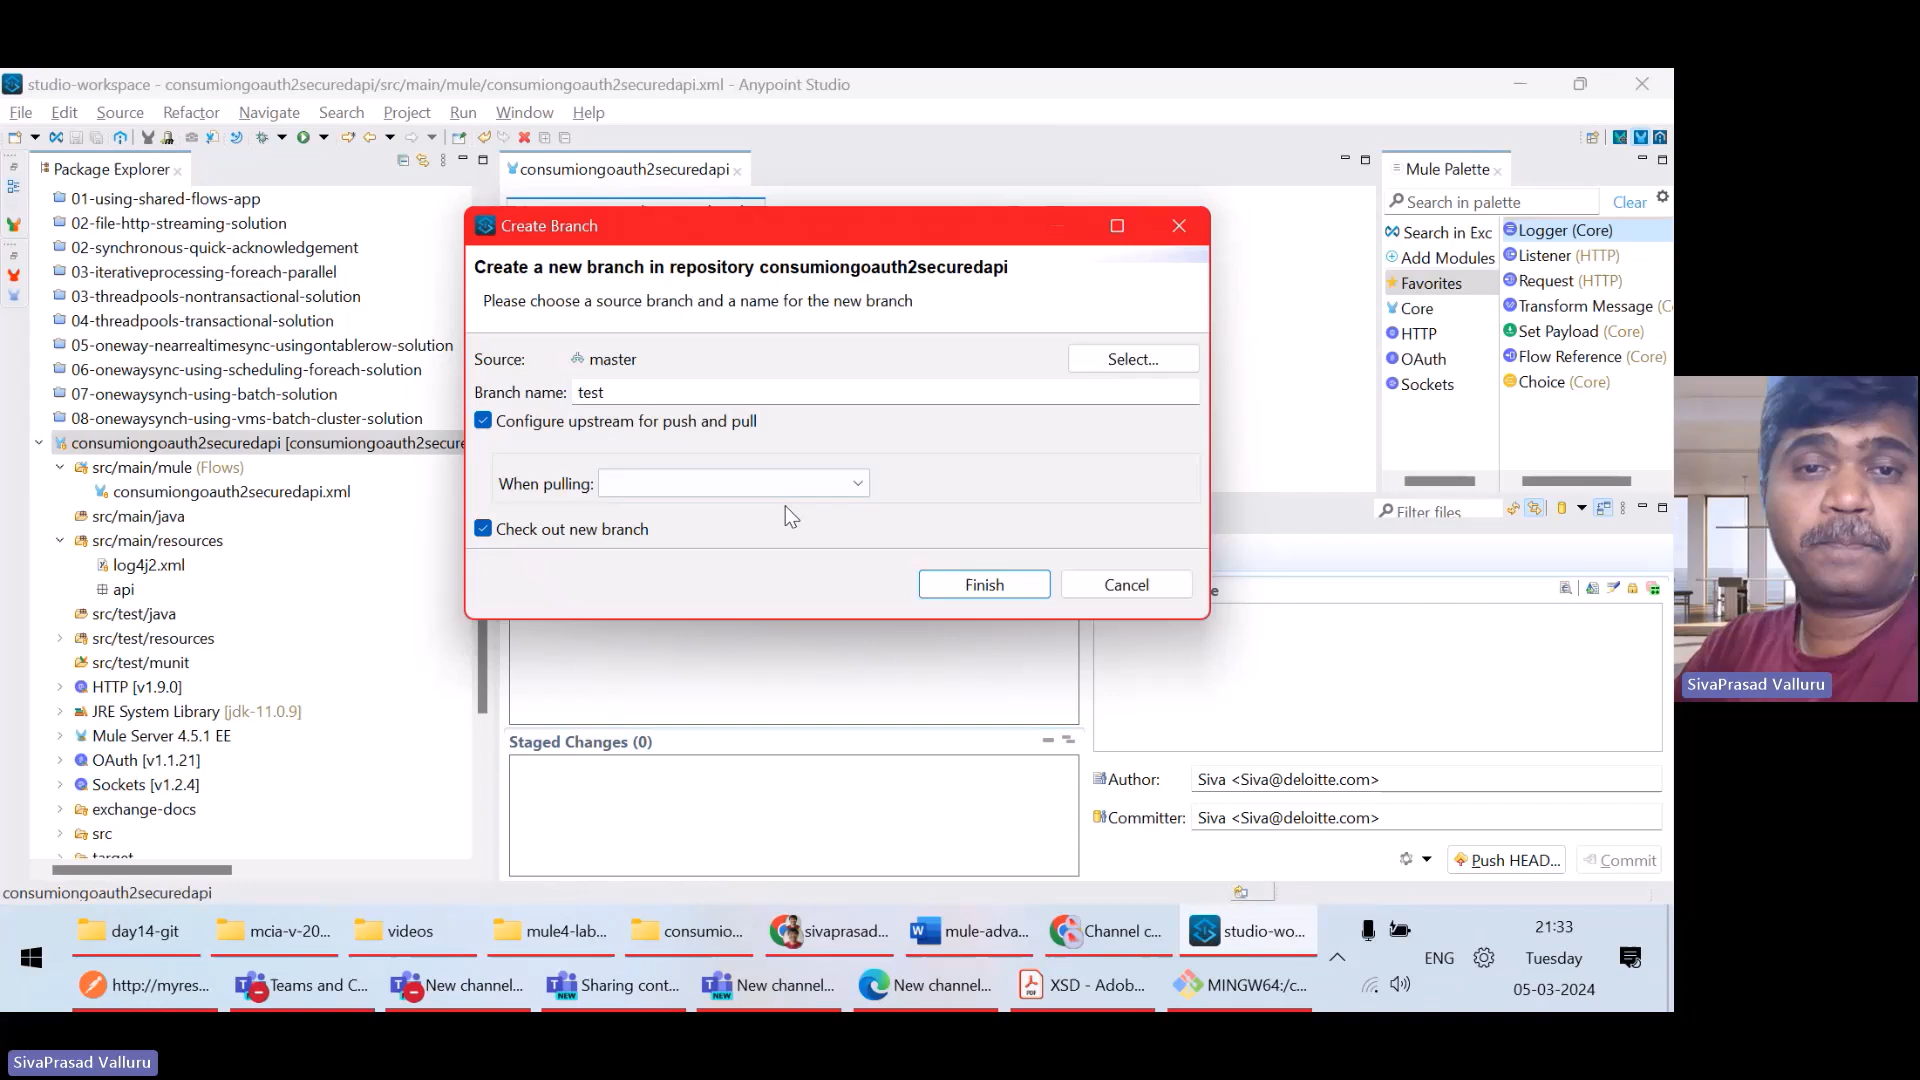 studio-workspace - consumiongoauth2securedapi/src/main/mule/consumiongoauth2securedapi.xml - Anypoint Studio
File Edit Source Refactor Navigate Search Project Run Window Help
Package Explorer
01-using-shared-flows-app
02-file-http-streaming-solution
02-synchronous-quick-acknowledgement
03-iterativeprocessing-foreach-parallel
03-threadpools-nontransactional-solution
04-threadpools-transactional-solution
05-oneway-nearrealtimesync-usingontablerow-solution
06-onewaysync-using-scheduling-foreach-solution
07-onewaysynch-using-batch-solution
08-onewaysynch-using-vms-batch-cluster-solution
consumiongoauth2securedapi [consumiongoauth2secure
src/main/mule (Flows)
consumiongoauth2securedapi.xml
src/main/java
src/main/resources
log4j2.xml
api
src/test/java
src/test/resources
src/test/munit
HTTP [v1.9.0]
JRE System Library [jdk-11.0.9]
Mule Server 4.5.1 EE
OAuth [v1.1.21]
Sockets [v1.2.4]
exchange-docs
src
target
consumiongoauth2securedapi
consumiongoauth2securedapi
Create Branch
Create a new branch in repository consumiongoauth2securedapi
Please choose a source branch and a name for the new branch
Source: master Select...
Branch name: test
Configure upstream for push and pull
When pulling:
Check out new branch
Finish Cancel
Staged Changes (0)
Mule Palette
Search in palette Clear
Search in Exc
Add Modules
Favorites
Core
HTTP
OAuth
Sockets
Logger (Core)
Listener (HTTP)
Request (HTTP)
Transform Message (C
Set Payload (Core)
Flow Reference (Core)
Choice (Core)
Filter files
e
Author: Siva <Siva@deloitte.com>
Committer: Siva <Siva@deloitte.com>
Push HEAD... Commit
day14-git mcia-v-20... videos mule4-lab... consumio... sivaprasad... mule-adva... Channel c... studio-wo...
http://myres... Teams and C... New channel... Sharing cont... New channel... New channel... XSD - Adob... MINGW64:/c...
NEW NEW
ENG
21:33
Tuesday
05-03-2024
SivaPrasad Valluru
SivaPrasad Valluru